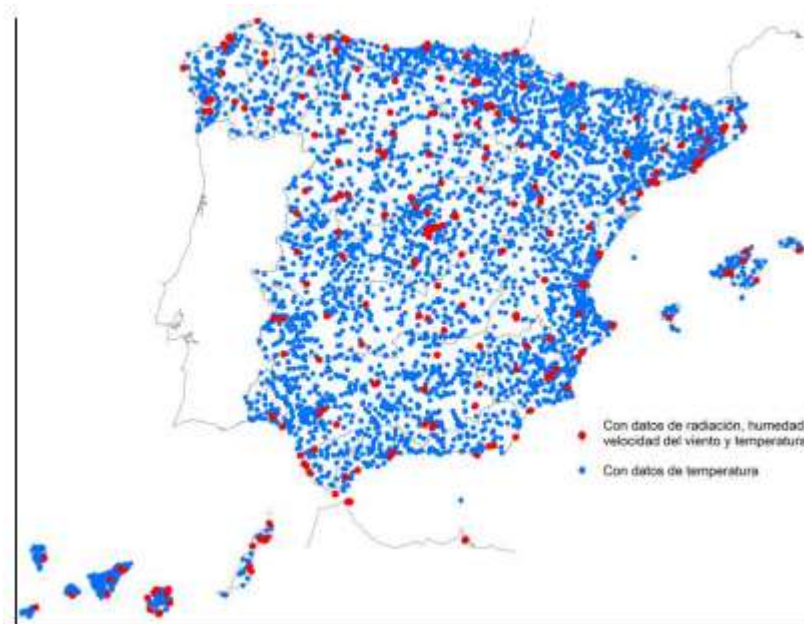 Con datos de radiación, humedad
velocidad del viento y temperatura
Con datos de temperatura